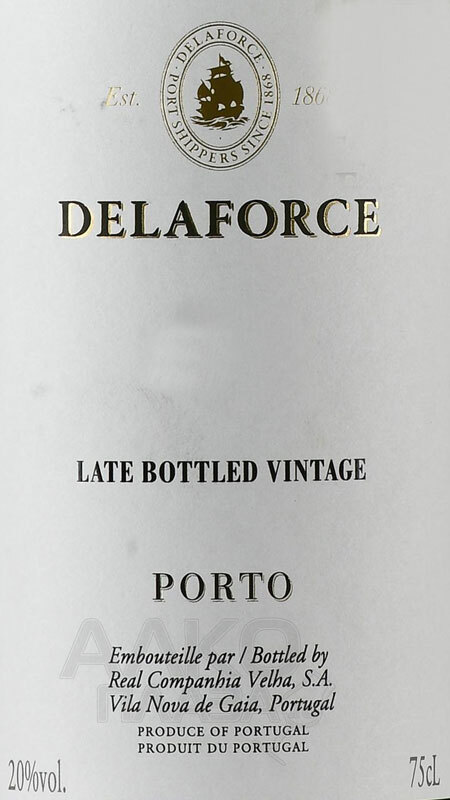 · DELAFORCE ·
PORT SHIPPERS SINCE 1868
Est.
186
DELAFORCE
LATE BOTTLED VINTAGE
PORTO
Embouteille par / Bottled by
Real Companhia Velha, S.A.
Vila Nova de Gaia, Portugal
PRODUCE OF PORTUGAL
PRODUIT DU PORTUGAL
20%vol.
75cL